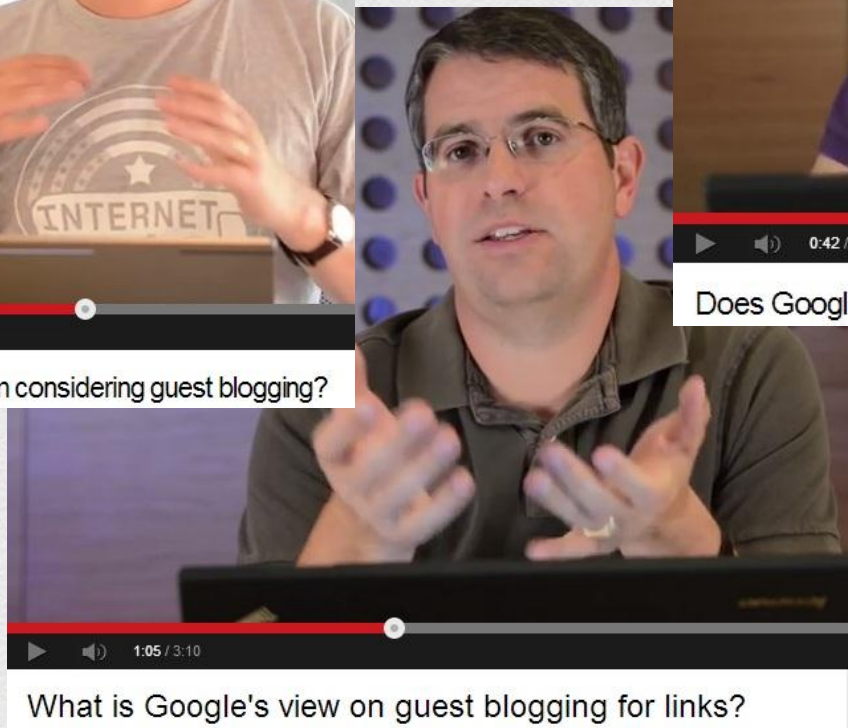 INTERNET
n considering guest blogging?
0:42 /
Does Googl
1:05 / 3:10
What is Google's view on guest blogging for links?